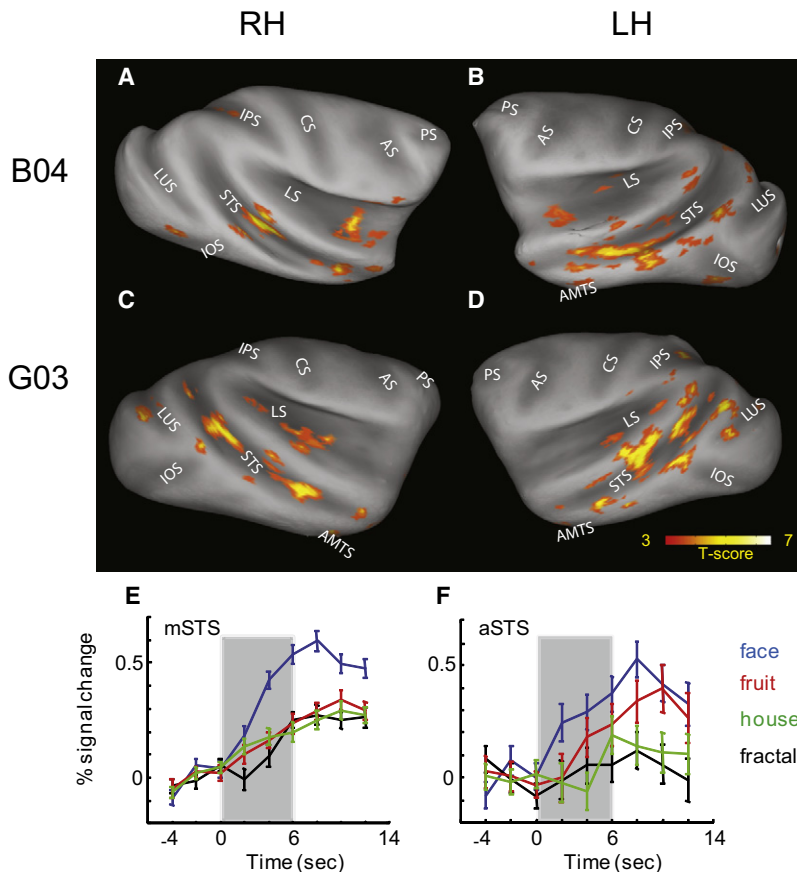 RH LH
B04
A
IPS CS AS PS
LUS STS LS
IOS
B
PS AS CS IPS
LS STS LUS
IOS
AMTS
G03
C
IPS CS AS PS
LUS LS
STS
IOS
AMTS
D
PS AS CS IPS
LS LUS
STS IOS
AMTS
3 7
T-score
E
mSTS
% signal change
0.5
0
-4 0 6 14
Time (sec)
F
aSTS
0.5
0
-4 0 6 14
Time (sec)
face
fruit
house
fractal